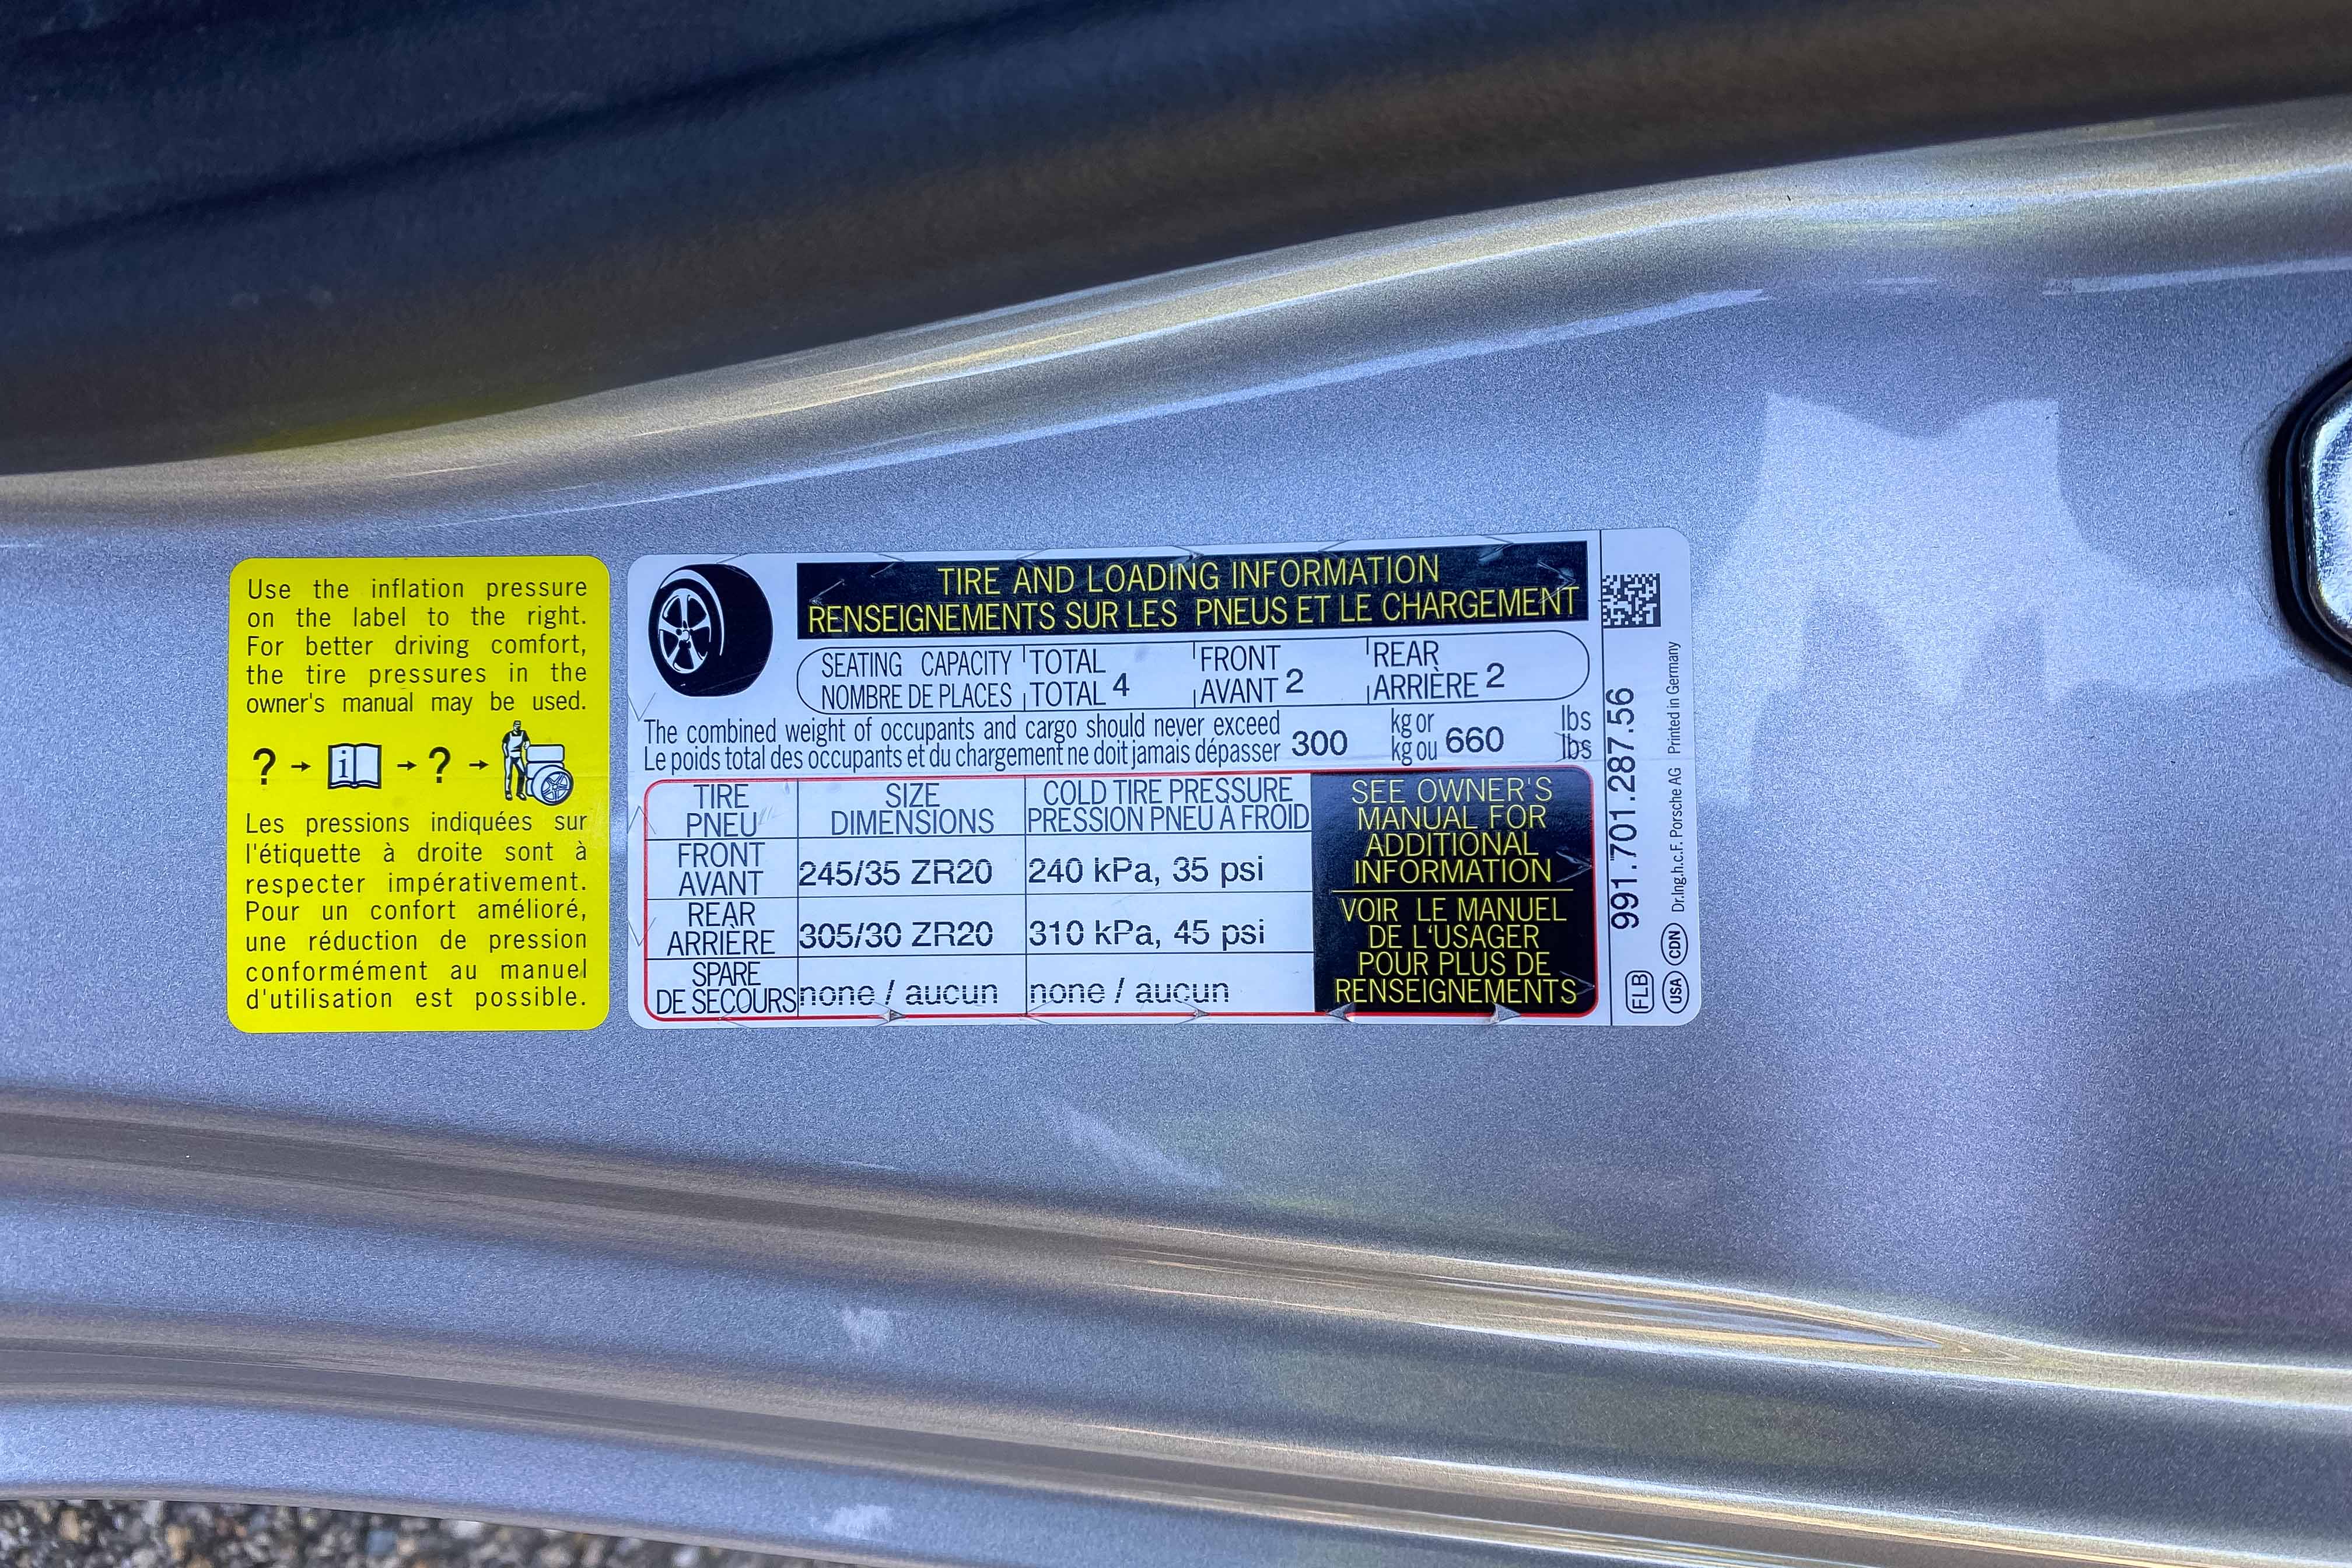 Use the inflation pressure
on the label to the right.
For better driving comfort,
the tire pressures in the
owner's manual may be used.
? → i → ? →
Les pressions indiquées sur
l'étiquette à droite sont à
respecter impérativement.
Pour un confort amélioré,
une réduction de pression
conformément au manuel
d'utilisation est possible.
TIRE AND LOADING INFORMATION
RENSEIGNEMENTS SUR LES PNEUS ET LE CHARGEMENT
SEATING CAPACITY TOTAL FRONT REAR
NOMBRE DE PLACES TOTAL 4 AVANT 2 ARRIÈRE 2
The combined weight of occupants and cargo should never exceed kg or lbs
Le poids total des occupants et du chargement ne doit jamais dépasser 300 kg ou 660 lbs
TIRE SIZE COLD TIRE PRESSURE
PNEU DIMENSIONS PRESSION PNEU À FROID
FRONT
AVANT 245/35 ZR20 240 kPa, 35 psi
REAR
ARRIÈRE 305/30 ZR20 310 kPa, 45 psi
SPARE
DE SECOURS none / aucun none / aucun
SEE OWNER'S
MANUAL FOR
ADDITIONAL
INFORMATION
VOIR LE MANUEL
DE L'USAGER
POUR PLUS DE
RENSEIGNEMENTS
991.701.287.56
FLB
Dr.Ing.h.c.F. Porsche AG Printed in Germany
USA CDN